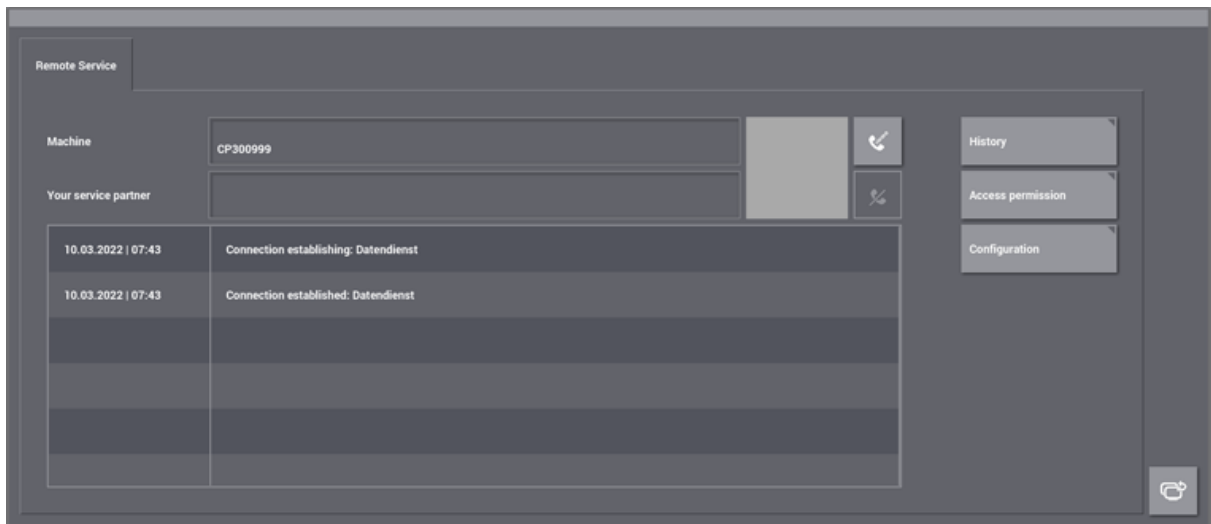 Remote Service
Machine
CP300999
History
Your service partner
Access permission
10.03.2022 | 07:43 Connection establishing: Datendienst
Configuration
10.03.2022 | 07:43 Connection established: Datendienst